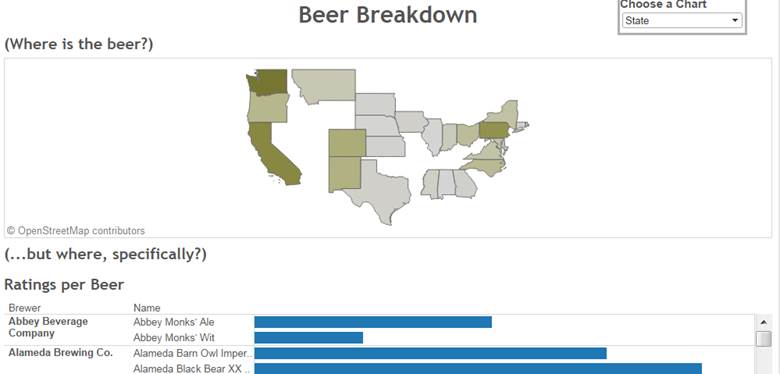 Beer Breakdown
Choose a Chart
State
(Where is the beer?)
© OpenStreetMap contributors
(...but where, specifically?)
Ratings per Beer
Brewer Name
Abbey Beverage Company Abbey Monks' Ale
Abbey Monks' Wit
Alameda Brewing Co. Alameda Barn Owl Imper..
Alameda Black Bear XX ..